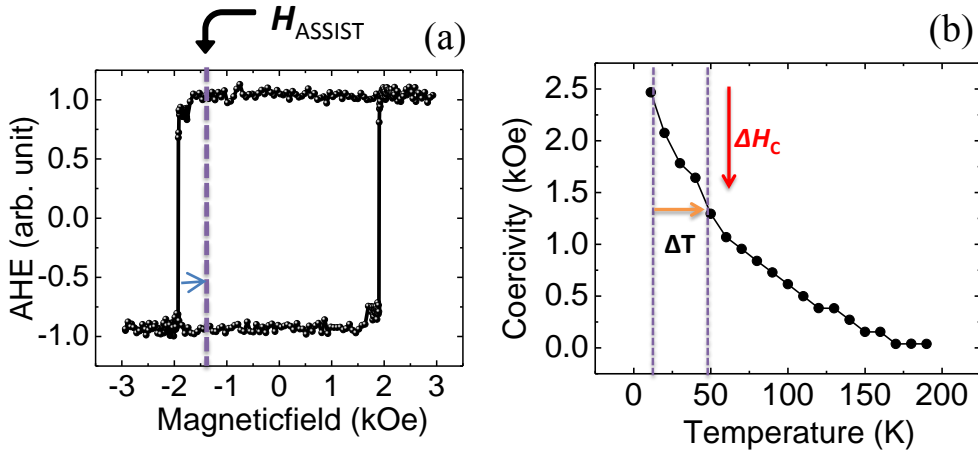 H_ASSIST
(a)
AHE (arb. unit)
1.0
0.5
0.0
-0.5
-1.0
-3 -2 -1 0 1 2 3
Magneticfield (kOe)
(b)
Coercivity (kOe)
2.5
2.0
1.5
1.0
0.5
0.0
ΔH_C
ΔT
0 50 100 150 200
Temperature (K)